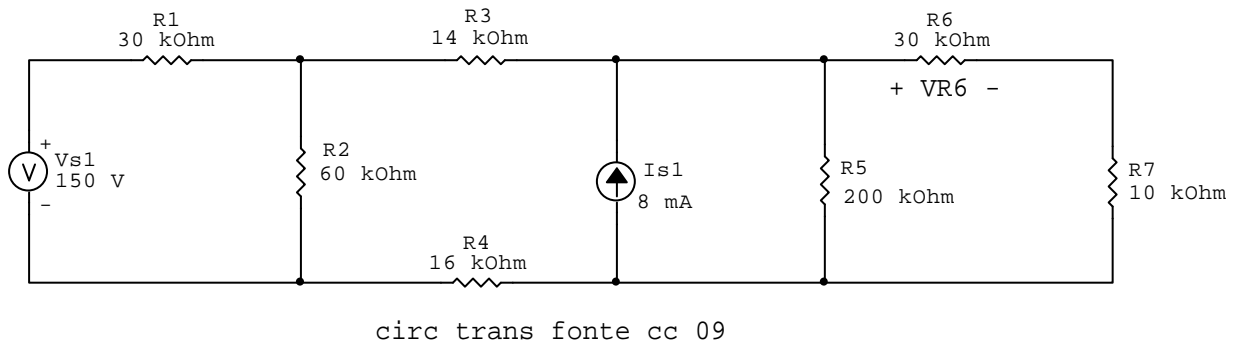 R1
30 kOhm
R3
14 kOhm
R6
30 kOhm
+ VR6 -
+
Vs1
V
150 V
-
R2
60 kOhm
Is1
8 mA
R5
200 kOhm
R7
10 kOhm
R4
16 kOhm
circ trans fonte cc 09